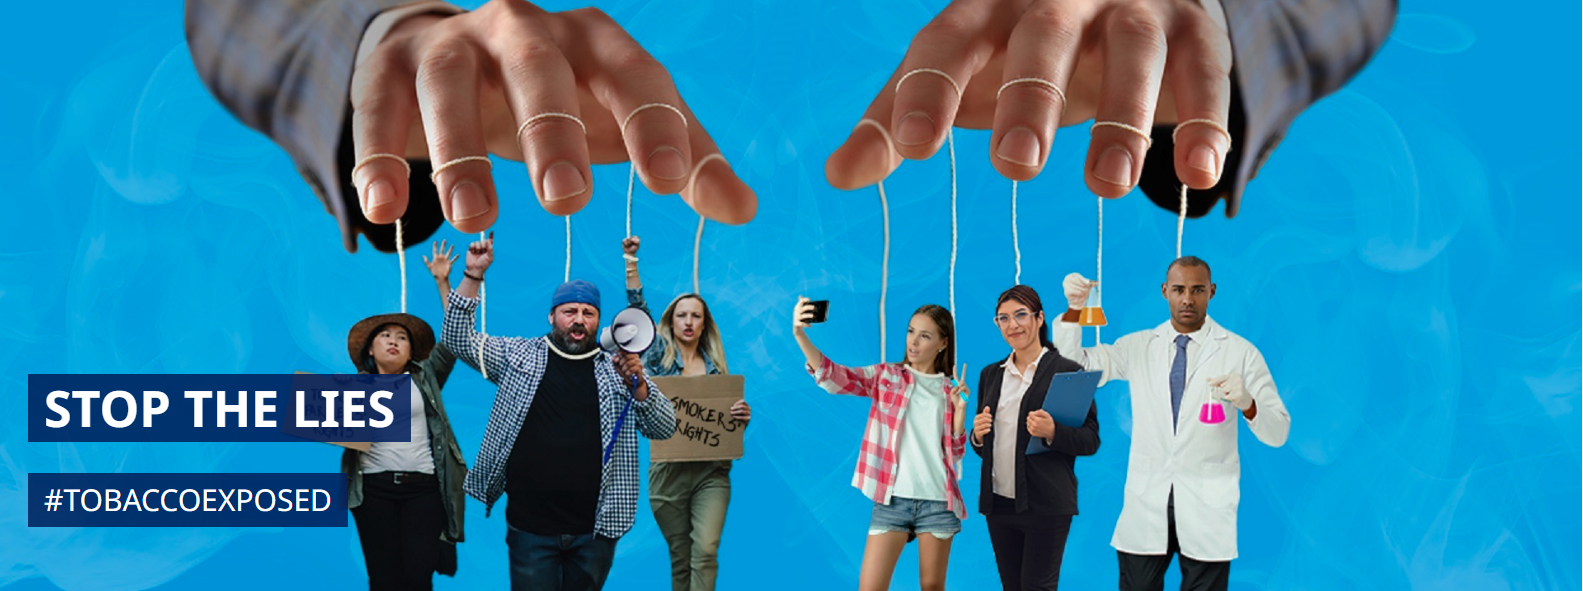 STOP THE LIES
#TOBACCOEXPOSED
SMOKERS'
RIGHTS